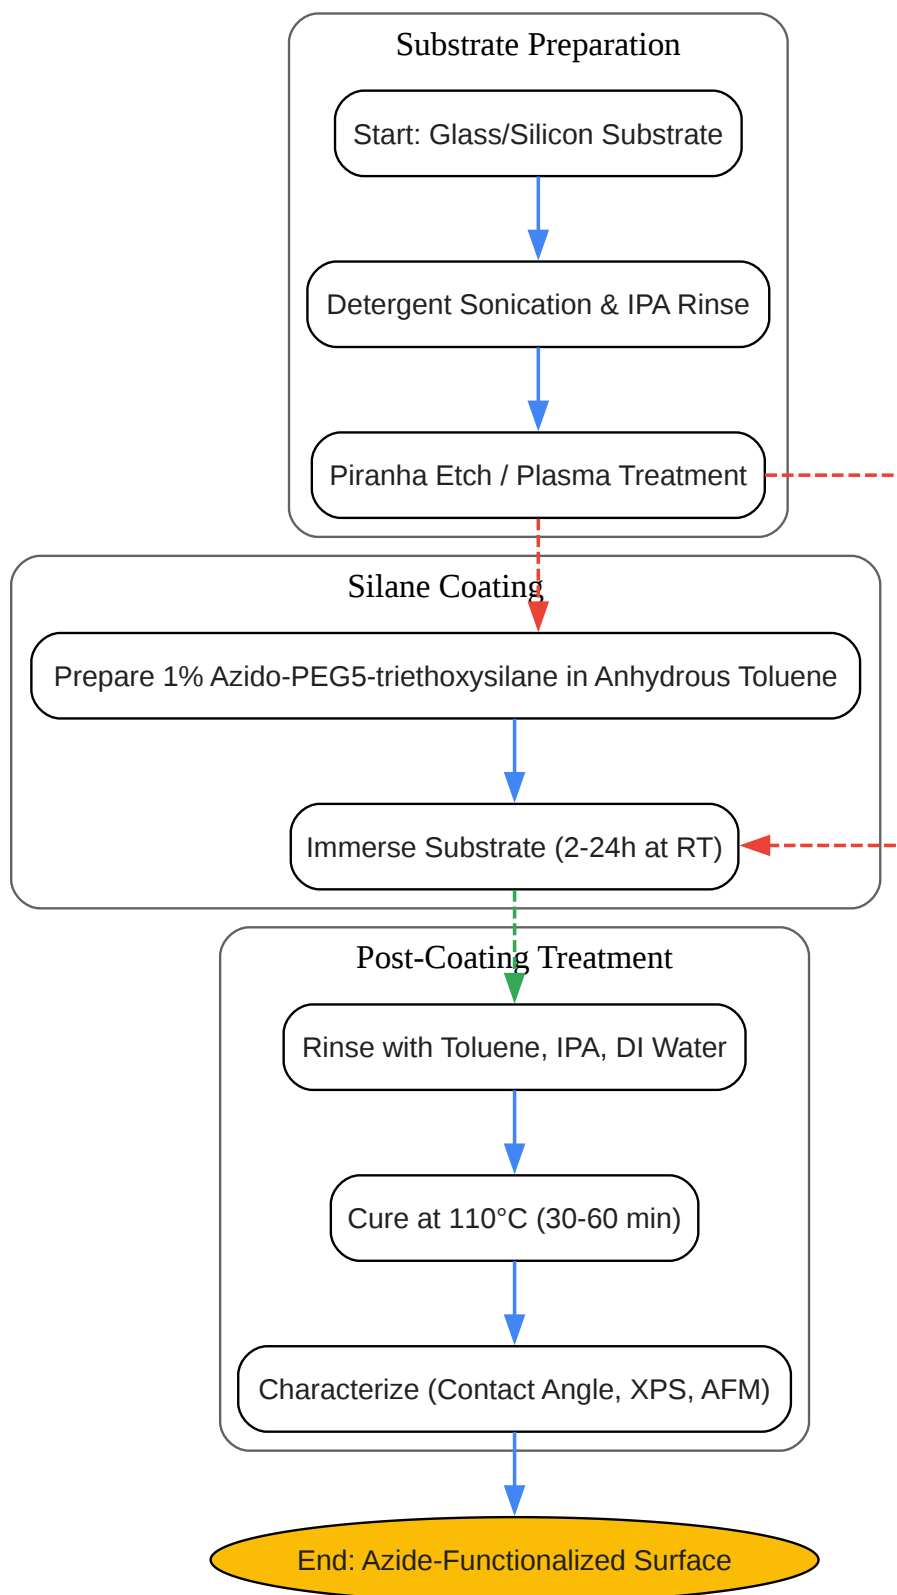 Substrate Preparation
Start: Glass/Silicon Substrate
Detergent Sonication & IPA Rinse
Piranha Etch / Plasma Treatment
Silane Coating
Prepare 1% Azido-PEG5-triethoxysilane in Anhydrous Toluene
Immerse Substrate (2-24h at RT)
Post-Coating Treatment
Rinse with Toluene, IPA, DI Water
Cure at 110°C (30-60 min)
Characterize (Contact Angle, XPS, AFM)
End: Azide-Functionalized Surface